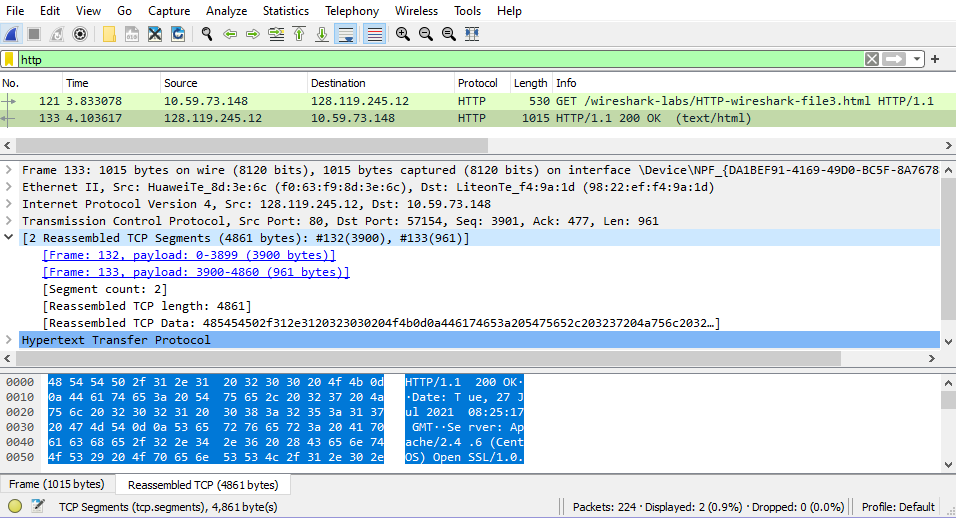 File Edit View Go Capture Analyze Statistics Telephony Wireless Tools Help
http
No. Time Source Destination Protocol Length Info
121 3.833078 10.59.73.148 128.119.245.12 HTTP 530 GET /wireshark-labs/HTTP-wireshark-file3.html HTTP/1.1
133 4.103617 128.119.245.12 10.59.73.148 HTTP 1015 HTTP/1.1 200 OK (text/html)
Frame 133: 1015 bytes on wire (8120 bits), 1015 bytes captured (8120 bits) on interface \Device\NPF_{DA1BEF91-4169-49D0-BC5F-8A7678
Ethernet II, Src: HuaweiTe_8d:3e:6c (f0:63:f9:8d:3e:6c), Dst: LiteonTe_f4:9a:1d (98:22:ef:f4:9a:1d)
Internet Protocol Version 4, Src: 128.119.245.12, Dst: 10.59.73.148
Transmission Control Protocol, Src Port: 80, Dst Port: 57154, Seq: 3901, Ack: 477, Len: 961
[2 Reassembled TCP Segments (4861 bytes): #132(3900), #133(961)]
[Frame: 132, payload: 0-3899 (3900 bytes)]
[Frame: 133, payload: 3900-4860 (961 bytes)]
[Segment count: 2]
[Reassembled TCP length: 4861]
[Reassembled TCP Data: 485454502f312e3120323030204f4b0d0a446174653a205475652c203237204a756c2032…]
Hypertext Transfer Protocol
0000 48 54 54 50 2f 31 2e 31 20 32 30 30 20 4f 4b 0d HTTP/1.1 200 OK·
0010 0a 44 61 74 65 3a 20 54 75 65 2c 20 32 37 20 4a ·Date: T ue, 27 J
0020 75 6c 20 32 30 32 31 20 30 38 3a 32 35 3a 31 37 ul 2021 08:25:17
0030 20 47 4d 54 0d 0a 53 65 72 76 65 72 3a 20 41 70 GMT··Se rver: Ap
0040 61 63 68 65 2f 32 2e 34 2e 36 20 28 43 65 6e 74 ache/2.4 .6 (Cent
0050 4f 53 29 20 4f 70 65 6e 53 53 4c 2f 31 2e 30 2e OS) Open SSL/1.0.
Frame (1015 bytes) Reassembled TCP (4861 bytes)
TCP Segments (tcp.segments), 4,861 byte(s) Packets: 224 · Displayed: 2 (0.9%) · Dropped: 0 (0.0%) Profile: Default